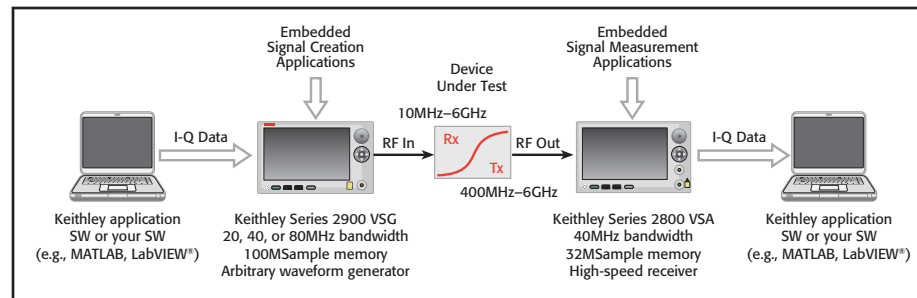 Embedded
Signal Creation
Applications
Embedded
Signal Measurement
Applications
Device
Under Test
10MHz–6GHz
I-Q Data
RF In
Rx
Tx
RF Out
I-Q Data
400MHz–6GHz
Keithley application
SW or your SW
(e.g., MATLAB, LabVIEW®)
Keithley Series 2900 VSG
20, 40, or 80MHz bandwidth
100MSample memory
Arbitrary waveform generator
Keithley Series 2800 VSA
40MHz bandwidth
32MSample memory
High-speed receiver
Keithley application
SW or your SW
(e.g., MATLAB, LabVIEW®)